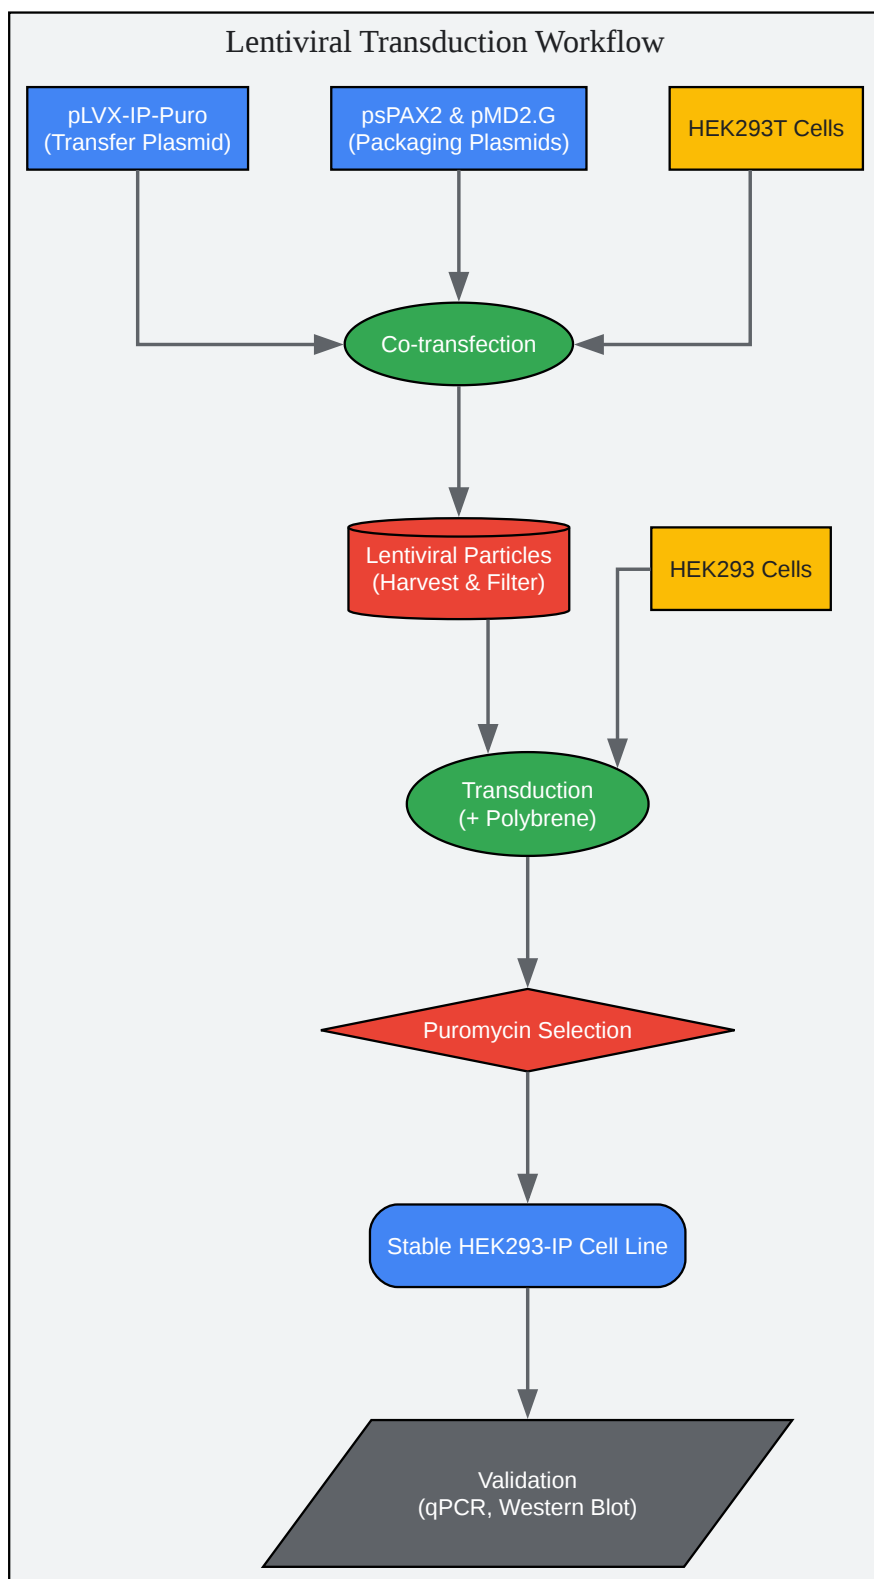 Lentiviral Transduction Workflow
pLVX-IP-Puro
(Transfer Plasmid)
psPAX2 & pMD2.G
(Packaging Plasmids)
HEK293T Cells
Co-transfection
Lentiviral Particles
(Harvest & Filter)
HEK293 Cells
Transduction
(+ Polybrene)
Puromycin Selection
Stable HEK293-IP Cell Line
Validation
(qPCR, Western Blot)